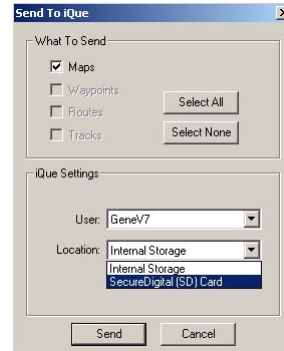 Send To iQue
What To Send
Maps
Waypoints
Routes
Tracks
Select All
Select None
iQue Settings
User: GeneV7
Location: Internal Storage
Internal Storage
SecureDigital (SD) Card
Send
Cancel